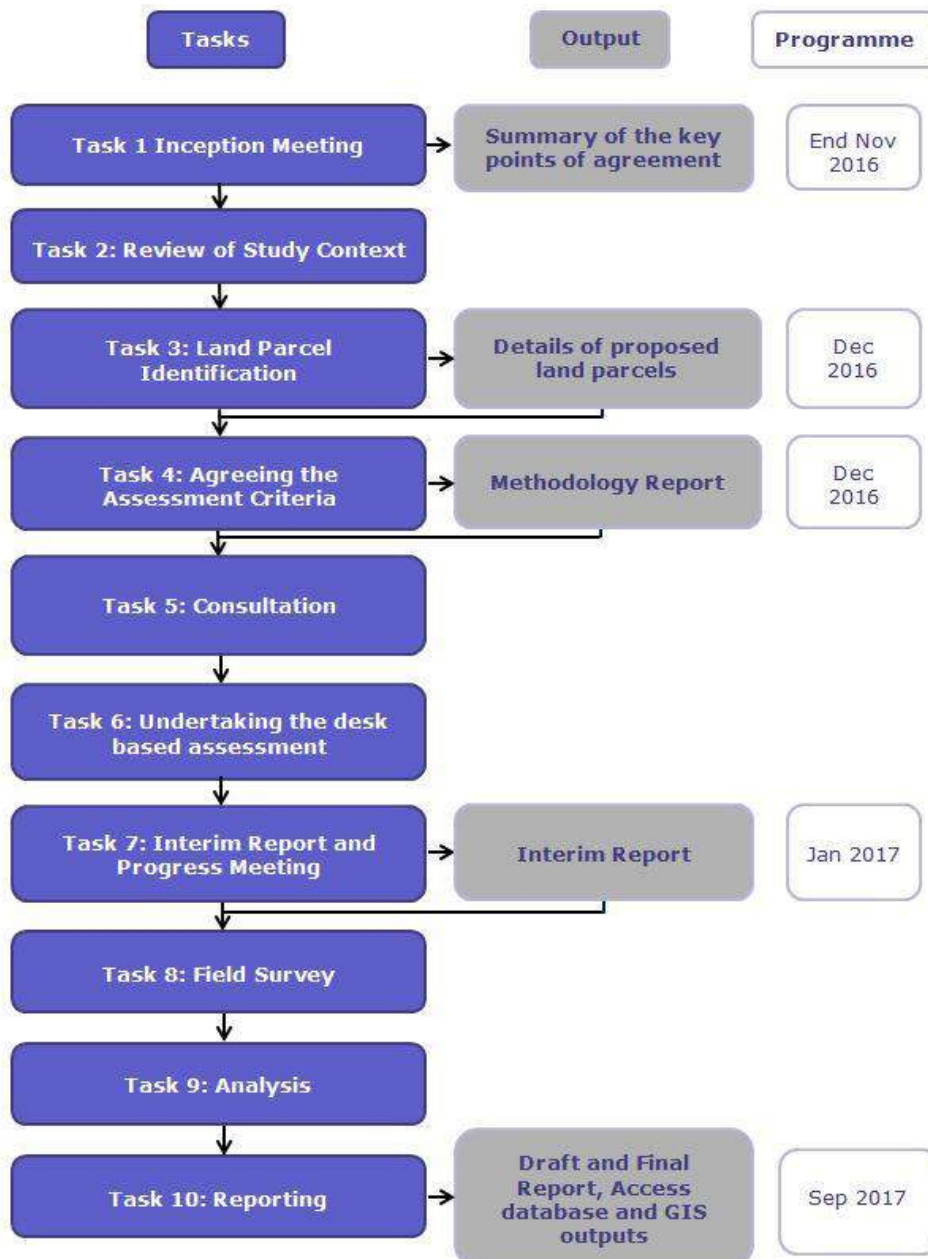 Tasks
Output
Programme
Task 1 Inception Meeting
Summary of the key
points of agreement
End Nov
2016
Task 2: Review of Study Context
Task 3: Land Parcel
Identification
Details of proposed
land parcels
Dec
2016
Task 4: Agreeing the
Assessment Criteria
Methodology Report
Dec
2016
Task 5: Consultation
Task 6: Undertaking the desk
based assessment
Task 7: Interim Report and
Progress Meeting
Interim Report
Jan 2017
Task 8: Field Survey
Task 9: Analysis
Task 10: Reporting
Draft and Final
Report, Access
database and GIS
outputs
Sep 2017